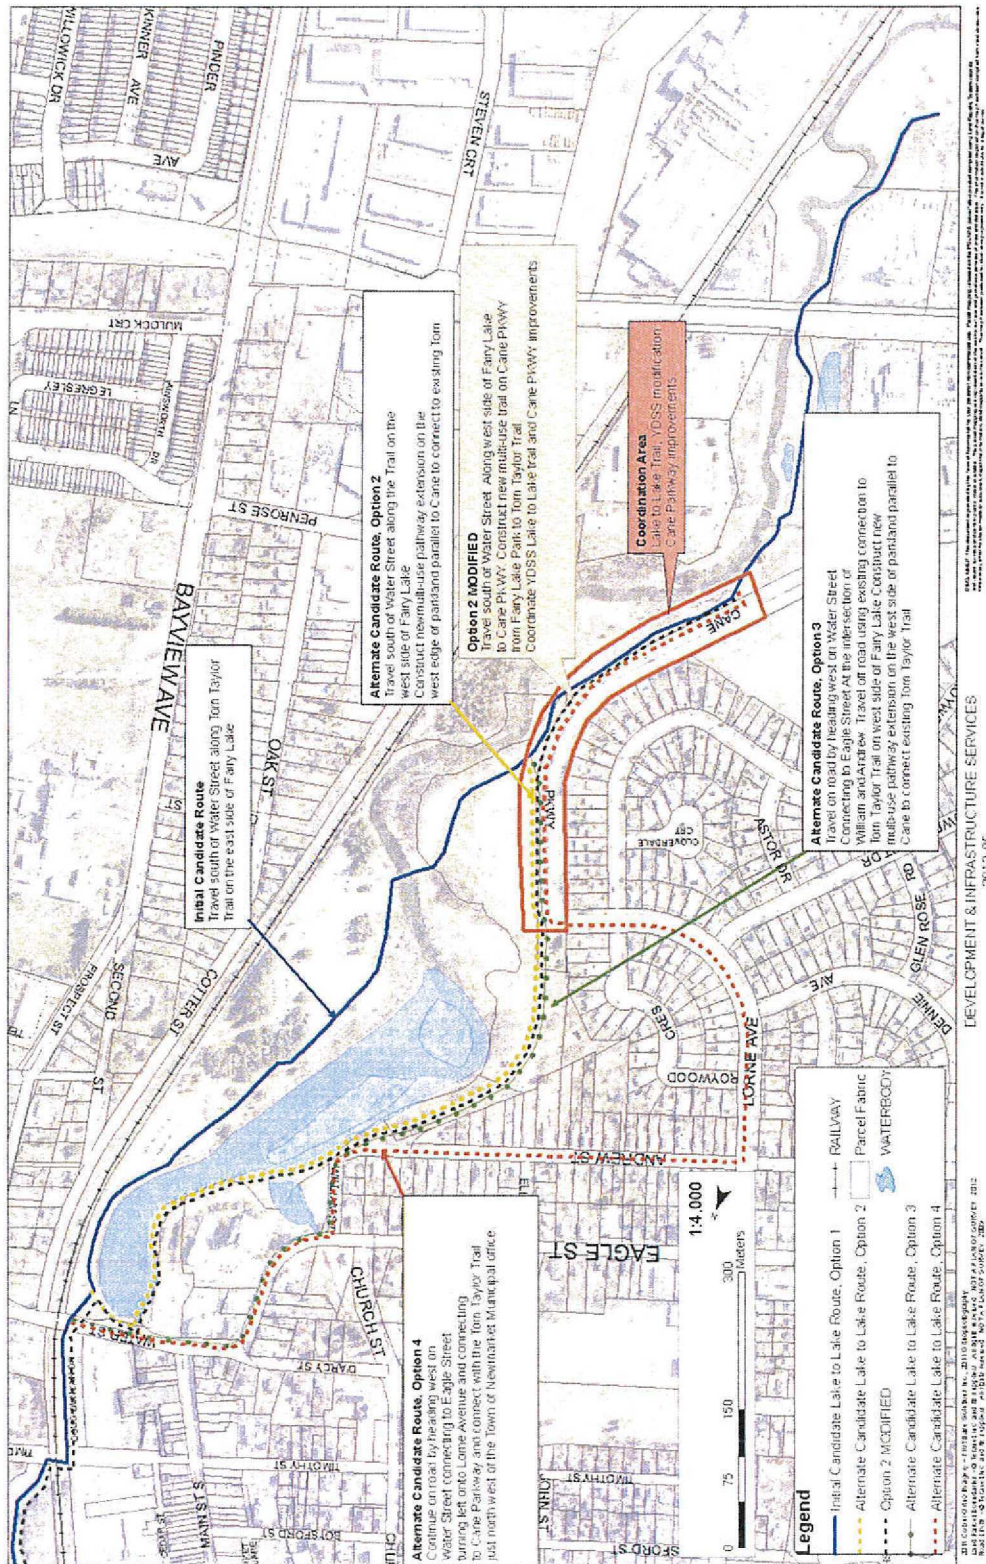 WILLOWICK DR
KINNER AVE
PINDER
AVE
STEVEN CRT
MULOCK CRT
LEGRESLEY
AINSWORTH DR
PENROSE ST
BAYVIEW AVE
OAK ST
ST
COTTER ST
PROSPECT ST
SECOND
ST
Initial Candidate Route
Travel south of Water Street along Tom Taylor
Trail on the east side of Fairy Lake
Alternate Candidate Route, Option 2
Travel south of Water Street along the Trail on the
west side of Fairy Lake
Construct new multi-use pathway extension on the
west edge of parkland parallel to Cane to connect to existing Tom
Option 2 MODIFIED
Travel south of Water Street. Along west side of Fairy Lake
to Cane PKWY. Construct new multi-use trail on Cane PKWY
from Fairy Lake Park to Tom Taylor Trail.
Coordinate YDSS Lake to Lake trail and Cane PKWY improvements
Coordination Area
Lake to Lake Trail, YDSS modification
Cane Parkway improvements
CANE
PKWY
Alternate Candidate Route, Option 3
Travel on road by heading west on Water Street
Connecting to Eagle Street At the intersection of
William and Andrew. Travel off road using existing connection to
Tom Taylor Trail on west side of Fairy Lake Construct new
multi-use pathway extension on the west side of parkland parallel to
Cane to connect existing Tom Taylor Trail
CLOVERDALE
CRT
ASTOR DR
GLEN ROSE RD
DENNIE
AVE
CRES
ROYWOOD
LORNE AVE
ANDREW ST
EAGLE ST
CHURCH ST
D'ARCY ST
WATER ST
TIMOTHY ST
MAIN ST S
BOTSFORD ST
JOHN ST
TIMOTHY ST
Alternate Candidate Route, Option 4
Continue on road by heading west on
Water Street connecting to Eagle Street
turning left onto Lorne Avenue and connecting
to Cane Parkway and connect with the Tom Taylor Trail
just north west of the Town of Newmarket Municipal office
1:4,000
0 75 150 300
Meters
Legend
Initial Candidate Lake to Lake Route, Option 1
Alternate Candidate Lake to Lake Route, Option 2
Option 2 MODIFIED
Alternate Candidate Lake to Lake Route, Option 3
Alternate Candidate Lake to Lake Route, Option 4
RAILWAY
Parcel Fabric
WATERBODY
DEVELOPMENT & INFRASTRUCTURE SERVICES